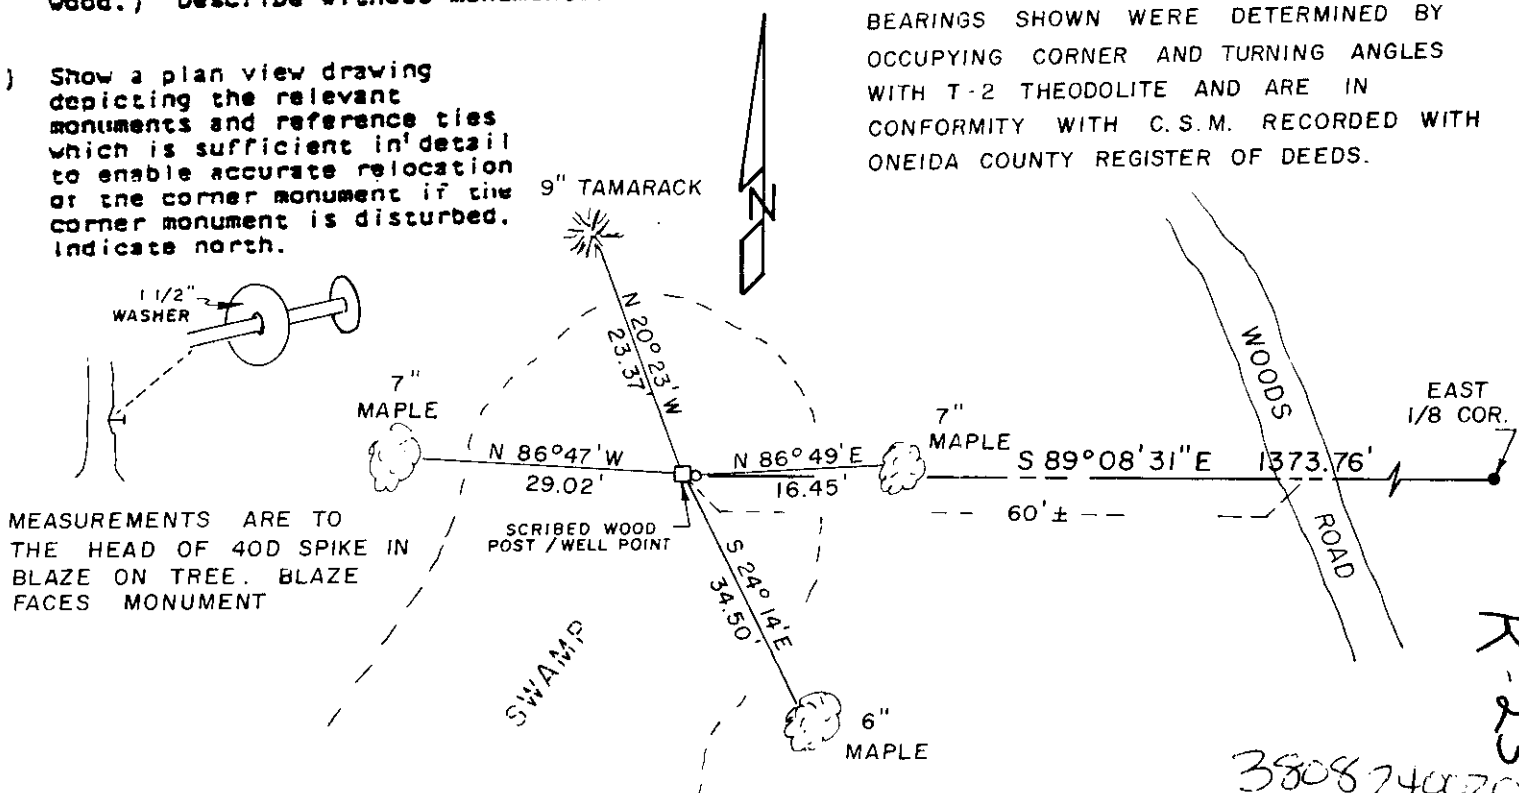 wood.) Describe witness monuments.
) Show a plan view drawing
depicting the relevant
monuments and reference ties
which is sufficient in detail
to enable accurate relocation
of the corner monument if the
corner monument is disturbed.
Indicate north.
BEARINGS SHOWN WERE DETERMINED BY
OCCUPYING CORNER AND TURNING ANGLES
WITH T-2 THEODOLITE AND ARE IN
CONFORMITY WITH C.S.M. RECORDED WITH
ONEIDA COUNTY REGISTER OF DEEDS.
N
9" TAMARACK
1 1/2"
WASHER
N 20° 23' W
23.37'
7"
MAPLE
N 86°47' W
29.02'
N 86°49' E
16.45'
7"
MAPLE
S 89°08'31" E 1373.76'
60' ±
WOODS
ROAD
EAST
1/8 COR.
SCRIBED WOOD
POST / WELL POINT
MEASUREMENTS ARE TO
THE HEAD OF 40D SPIKE IN
BLAZE ON TREE. BLAZE
FACES MONUMENT
S 24° 14' E
34.50'
SWAMP
6"
MAPLE